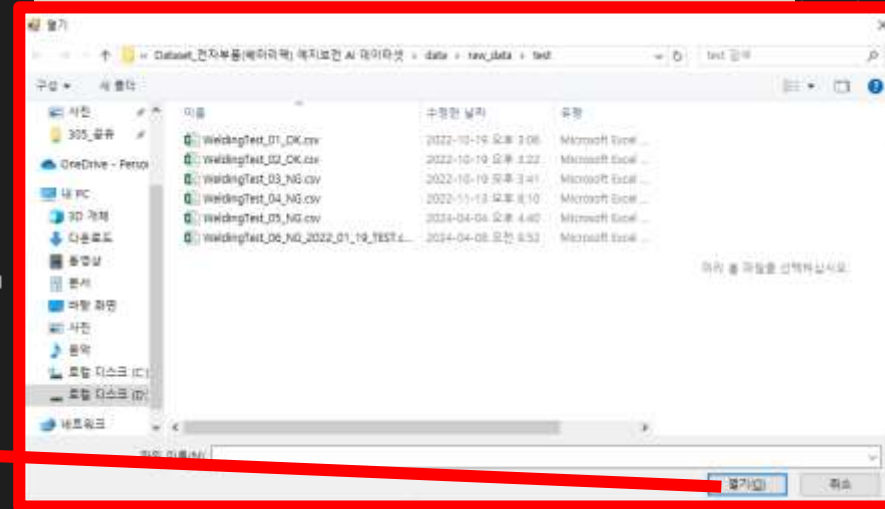 열기
« Dataset_전자부품(배터리팩) 예지보전 AI 데이터셋 › data › raw_data › test
test 검색
구성 새 폴더
이름 수정한 날짜 유형
사진
305_공유
OneDrive - Person
내 PC
3D 개체
다운로드
동영상
문서
바탕 화면
사진
음악
로컬 디스크 (C:
로컬 디스크 (D:
네트워크
WeldingTest_01_OK.csv 2022-10-19 오후 3:06 Microsoft Excel ...
WeldingTest_02_OK.csv 2022-10-19 오후 3:22 Microsoft Excel ...
WeldingTest_03_NG.csv 2022-10-19 오후 3:41 Microsoft Excel ...
WeldingTest_04_NG.csv 2022-11-13 오후 8:10 Microsoft Excel ...
WeldingTest_05_NG.csv 2024-04-04 오후 4:40 Microsoft Excel ...
WeldingTest_06_NG_2022_01_19_TEST.c... 2024-04-08 오전 8:52 Microsoft Excel ...
미리 볼 파일을 선택하십시오.
파일 이름(N):
열기(O) 취소